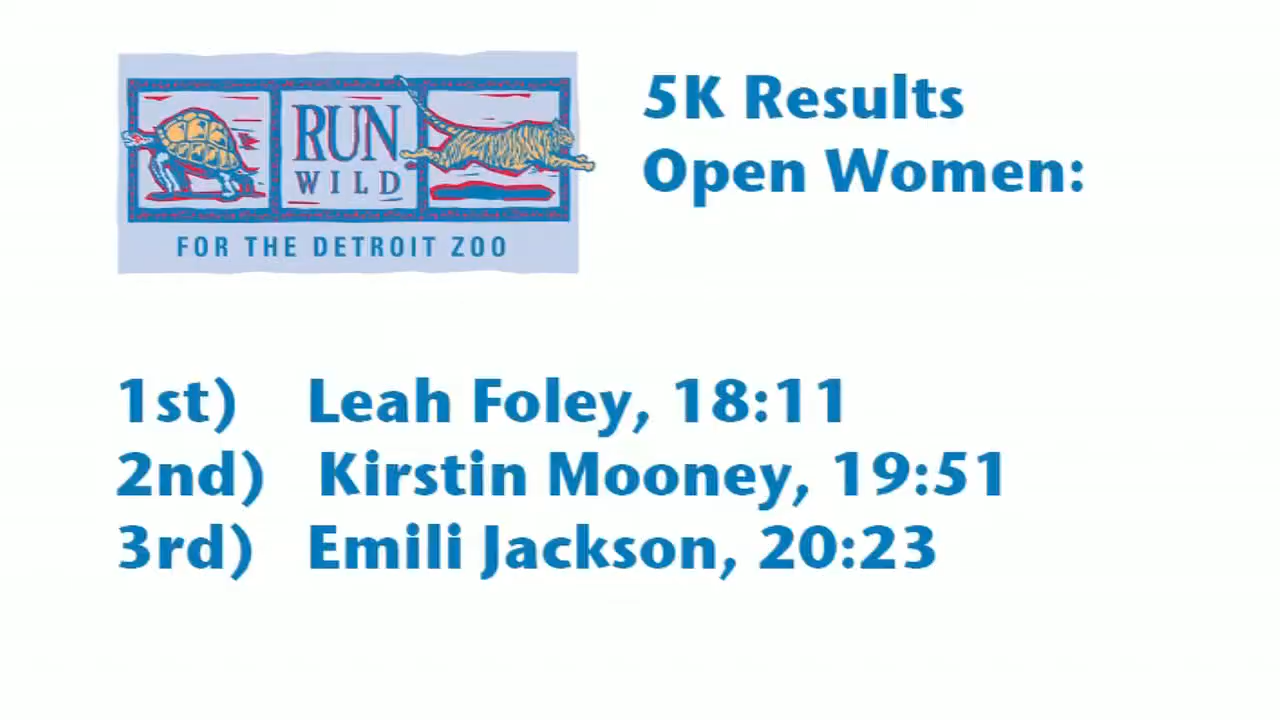 RUN
WILD
FOR THE DETROIT ZOO
5K Results
Open Women:
1st) Leah Foley, 18:11
2nd) Kirstin Mooney, 19:51
3rd) Emili Jackson, 20:23